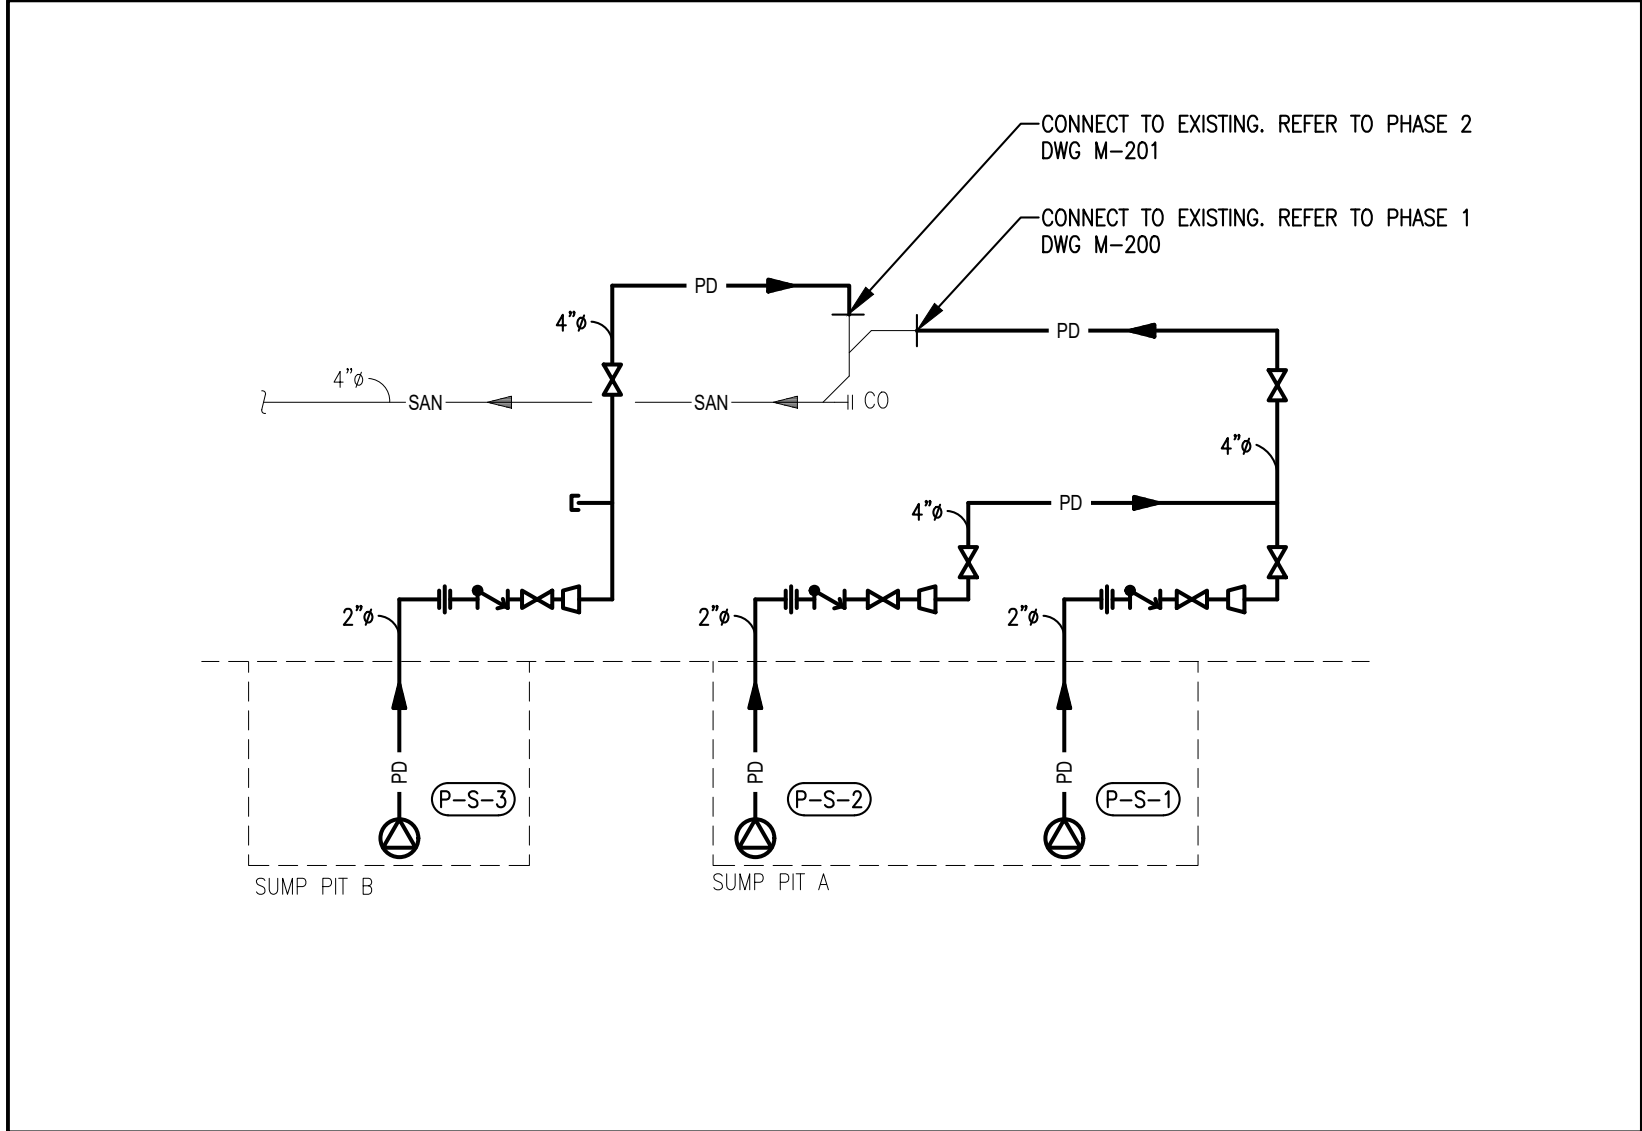 CONNECT TO EXISTING. REFER TO PHASE 2
DWG M-201
CONNECT TO EXISTING. REFER TO PHASE 1
DWG M-200
PD
4"ø
PD
4"ø
SAN
SAN
CO
4"ø
4"ø
PD
2"ø
2"ø
2"ø
PD
PD
PD
P-S-3
P-S-2
P-S-1
SUMP PIT B
SUMP PIT A